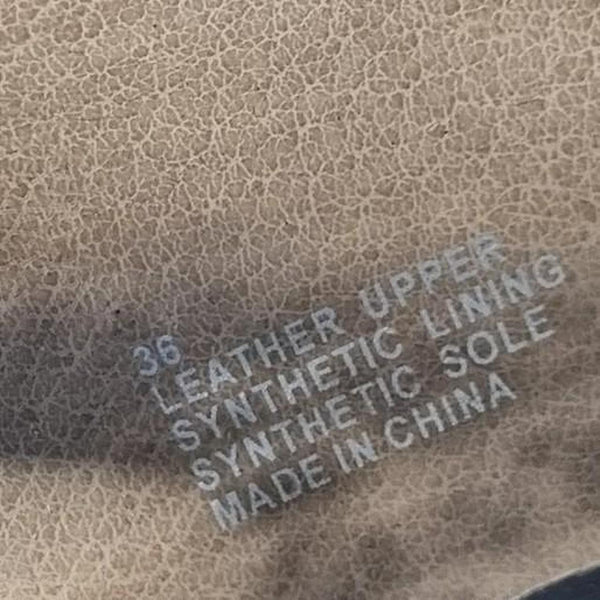 36
LEATHER UPPER
SYNTHETIC LINING
SYNTHETIC SOLE
MADE IN CHINA